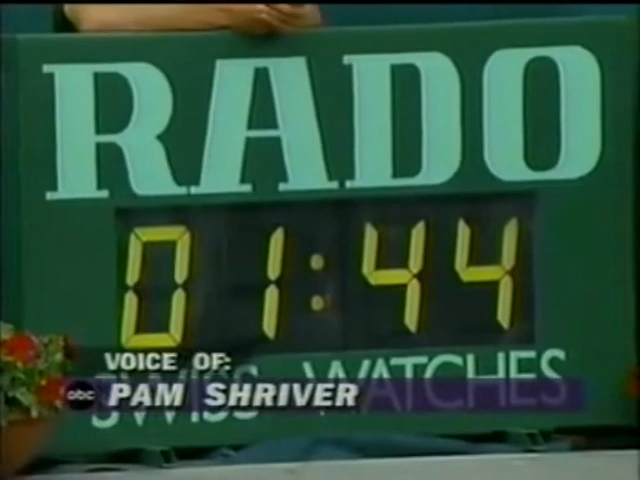 RADO
01:44
VOICE OF:
abc PAM SHRIVER
SWISS WATCHES